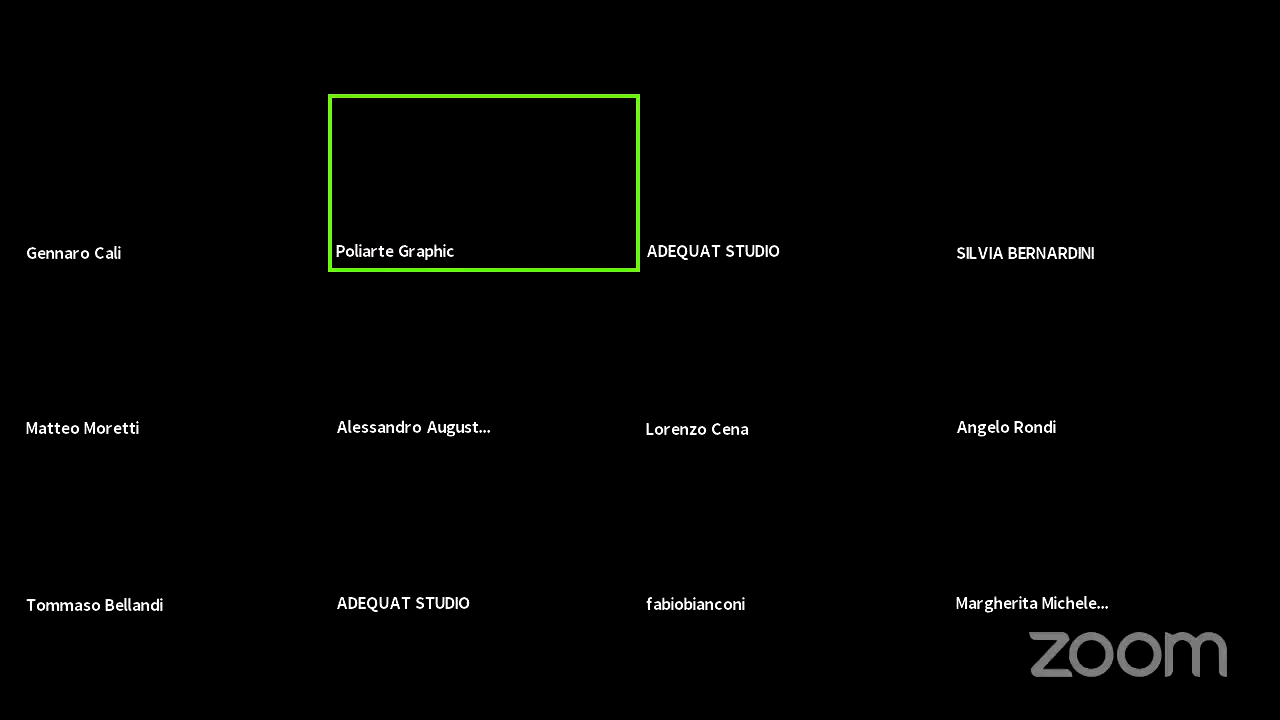 Gennaro Cali
Poliarte Graphic
ADEQUAT STUDIO
SILVIA BERNARDINI
Matteo Moretti
Alessandro August...
Lorenzo Cena
Angelo Rondi
Tommaso Bellandi
ADEQUAT STUDIO
fabiobianconi
Margherita Michele...
zoom